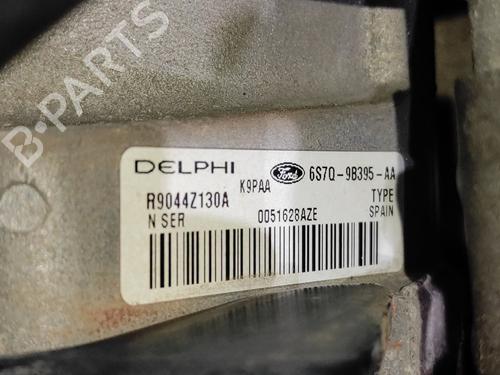 B-PARTS
DELPHI Ford 6S7Q-9B395-AA
K9PAA
R9044Z130A TYPE
N SER 0051628AZE SPAIN